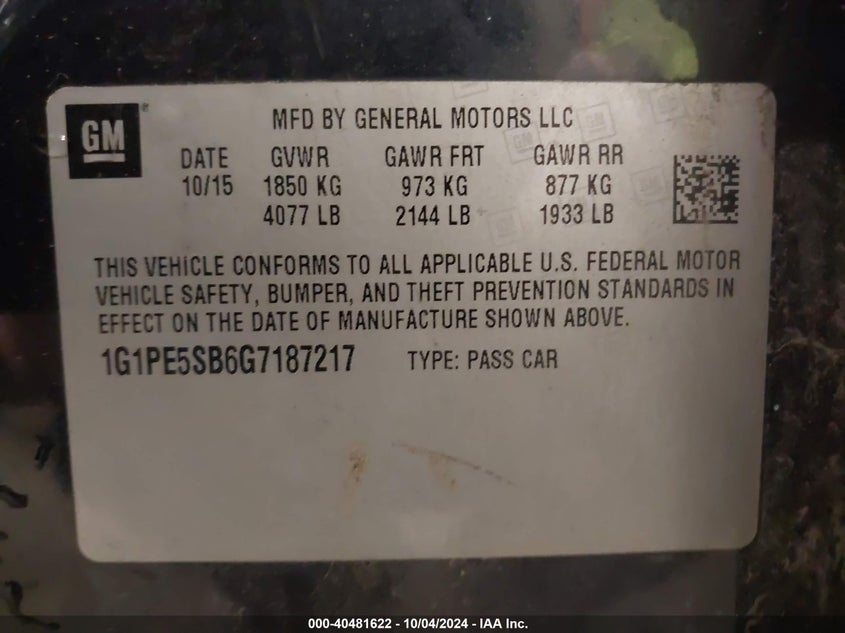 GM
MFD BY GENERAL MOTORS LLC
DATE GVWR GAWR FRT GAWR RR
10/15 1850 KG 973 KG 877 KG
4077 LB 2144 LB 1933 LB
THIS VEHICLE CONFORMS TO ALL APPLICABLE U.S. FEDERAL MOTOR
VEHICLE SAFETY, BUMPER, AND THEFT PREVENTION STANDARDS IN
EFFECT ON THE DATE OF MANUFACTURE SHOWN ABOVE.
1G1PE5SB6G7187217 TYPE: PASS CAR
000-40481622 - 10/04/2024 - IAA Inc.